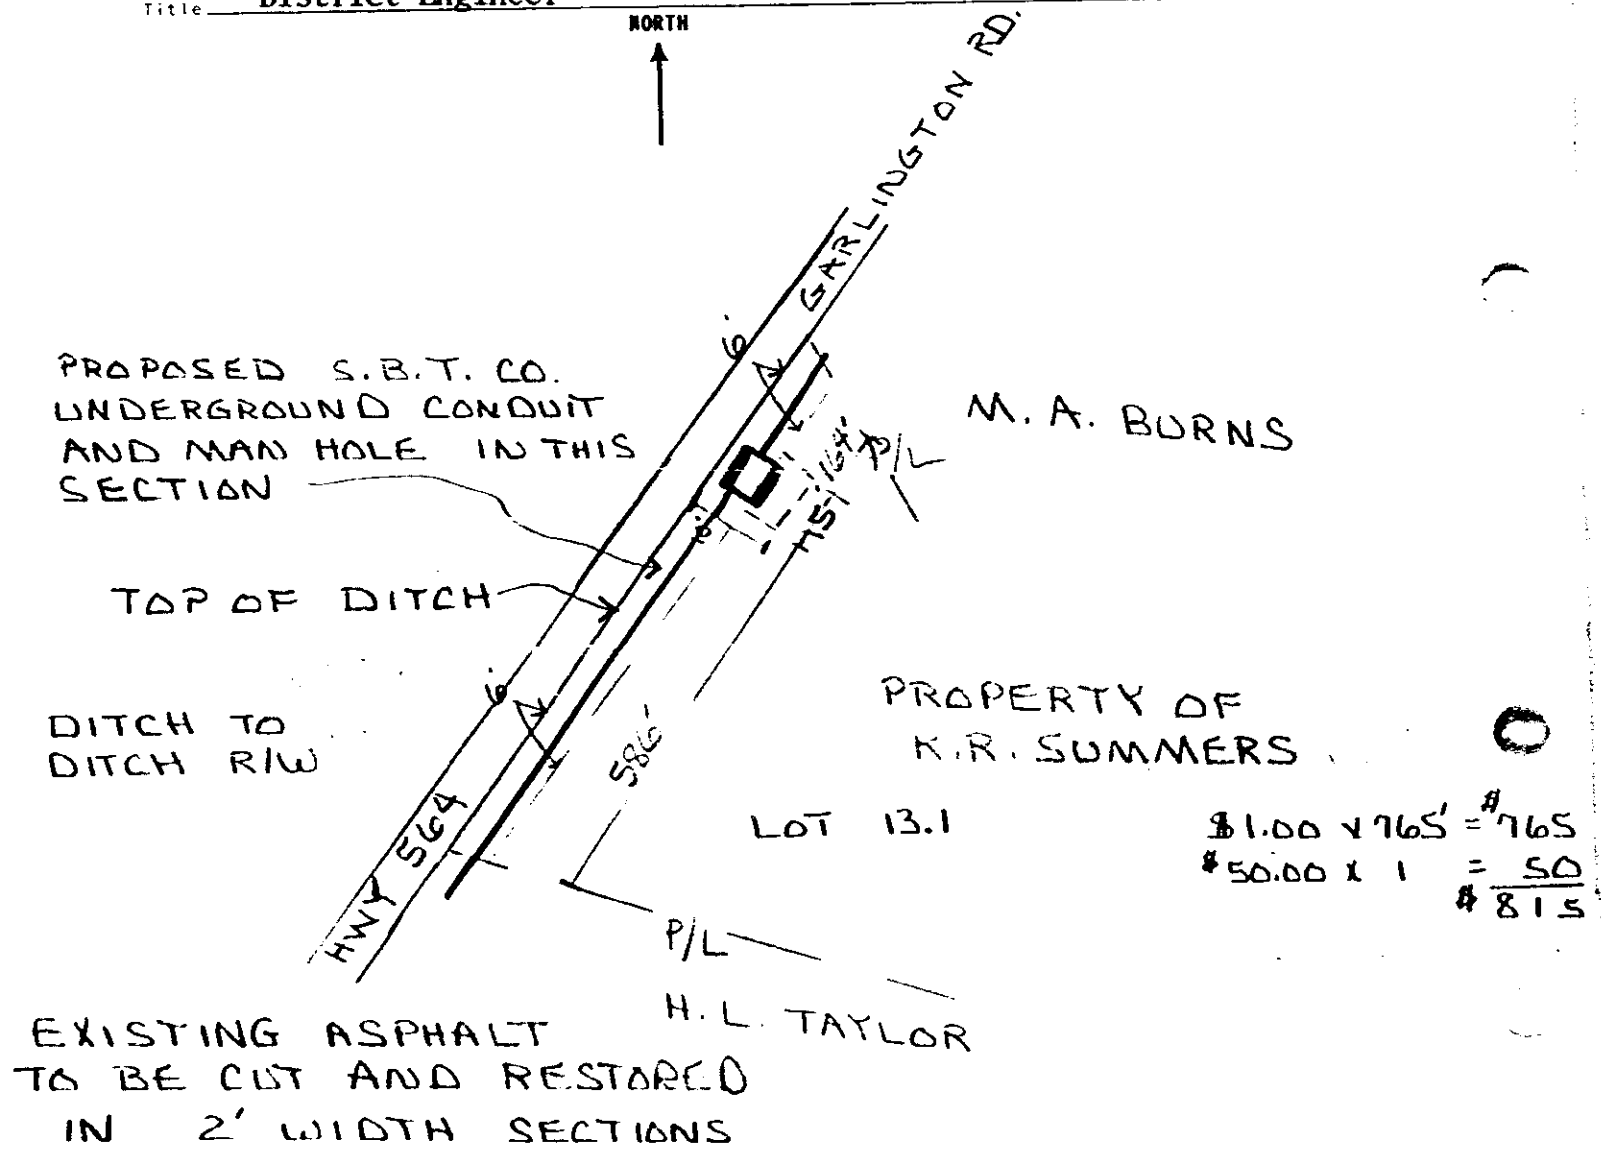 Title District Engineer
NORTH
GARLINGTON RD.
6'
PROPOSED S.B.T. CO.
UNDERGROUND CONDUIT
AND MAN HOLE IN THIS
SECTION
M. A. BURNS
164'
P/L
TOP OF DITCH
6'
DITCH TO
DITCH R/W
586'
PROPERTY OF
K.R. SUMMERS
LOT 13.1
$1.00 x 765' = $765
$50.00 x 1 = 50
$815
HWY 564
P/L
H. L. TAYLOR
EXISTING ASPHALT
TO BE CUT AND RESTORED
IN 2' WIDTH SECTIONS